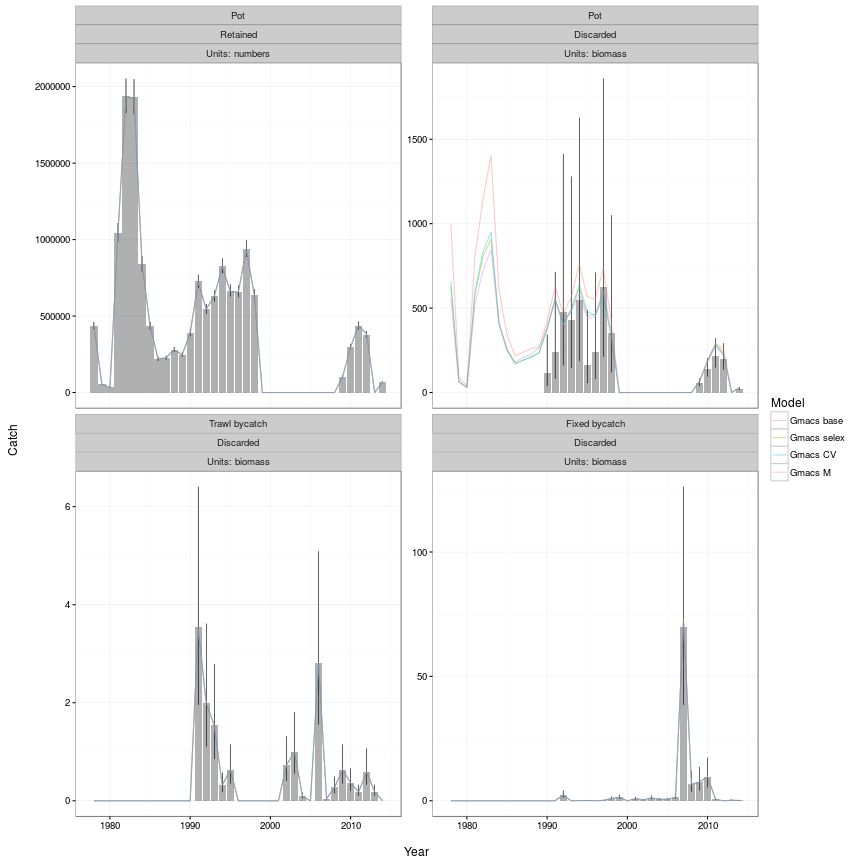 Pot
Retained
Units: numbers
Pot
Discarded
Units: biomass
2000000
1500000
1000000
500000
0
1500
1000
500
0
Trawl bycatch
Discarded
Units: biomass
Fixed bycatch
Discarded
Units: biomass
6
4
2
0
100
50
0
1980
1990
2000
2010
1980
1990
2000
2010
Catch
Year
Model
Gmacs base
Gmacs selex
Gmacs CV
Gmacs M